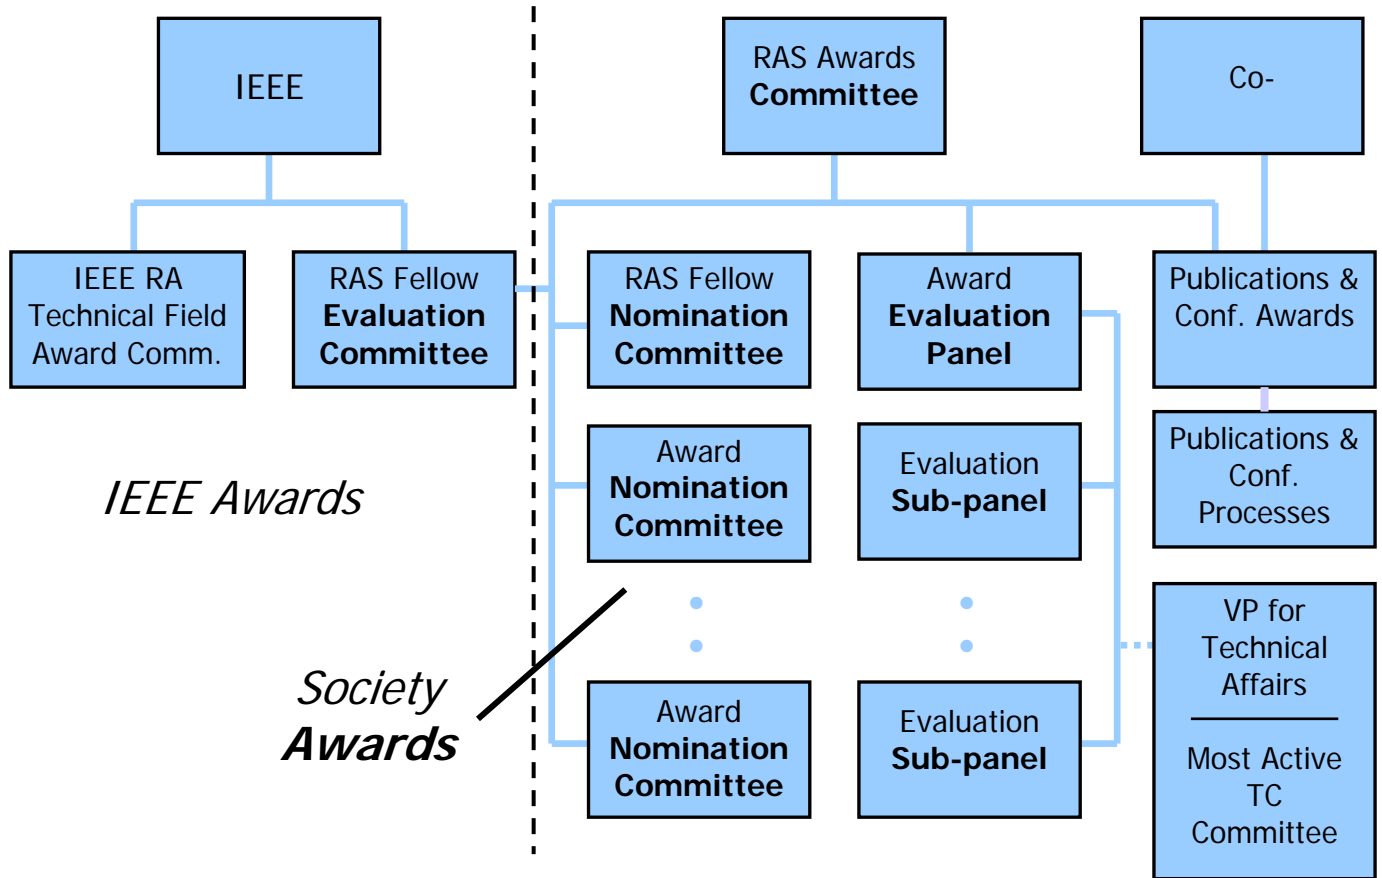 IEEE
RAS Awards
Committee
Co-
IEEE RA
Technical Field
Award Comm.
RAS Fellow
Evaluation
Committee
RAS Fellow
Nomination
Committee
Award
Evaluation
Panel
Publications &
Conf. Awards
IEEE Awards
Award
Nomination
Committee
Evaluation
Sub-panel
Publications &
Conf.
Processes
Society
Awards
Award
Nomination
Committee
Evaluation
Sub-panel
VP for
Technical
Affairs
Most Active
TC
Committee